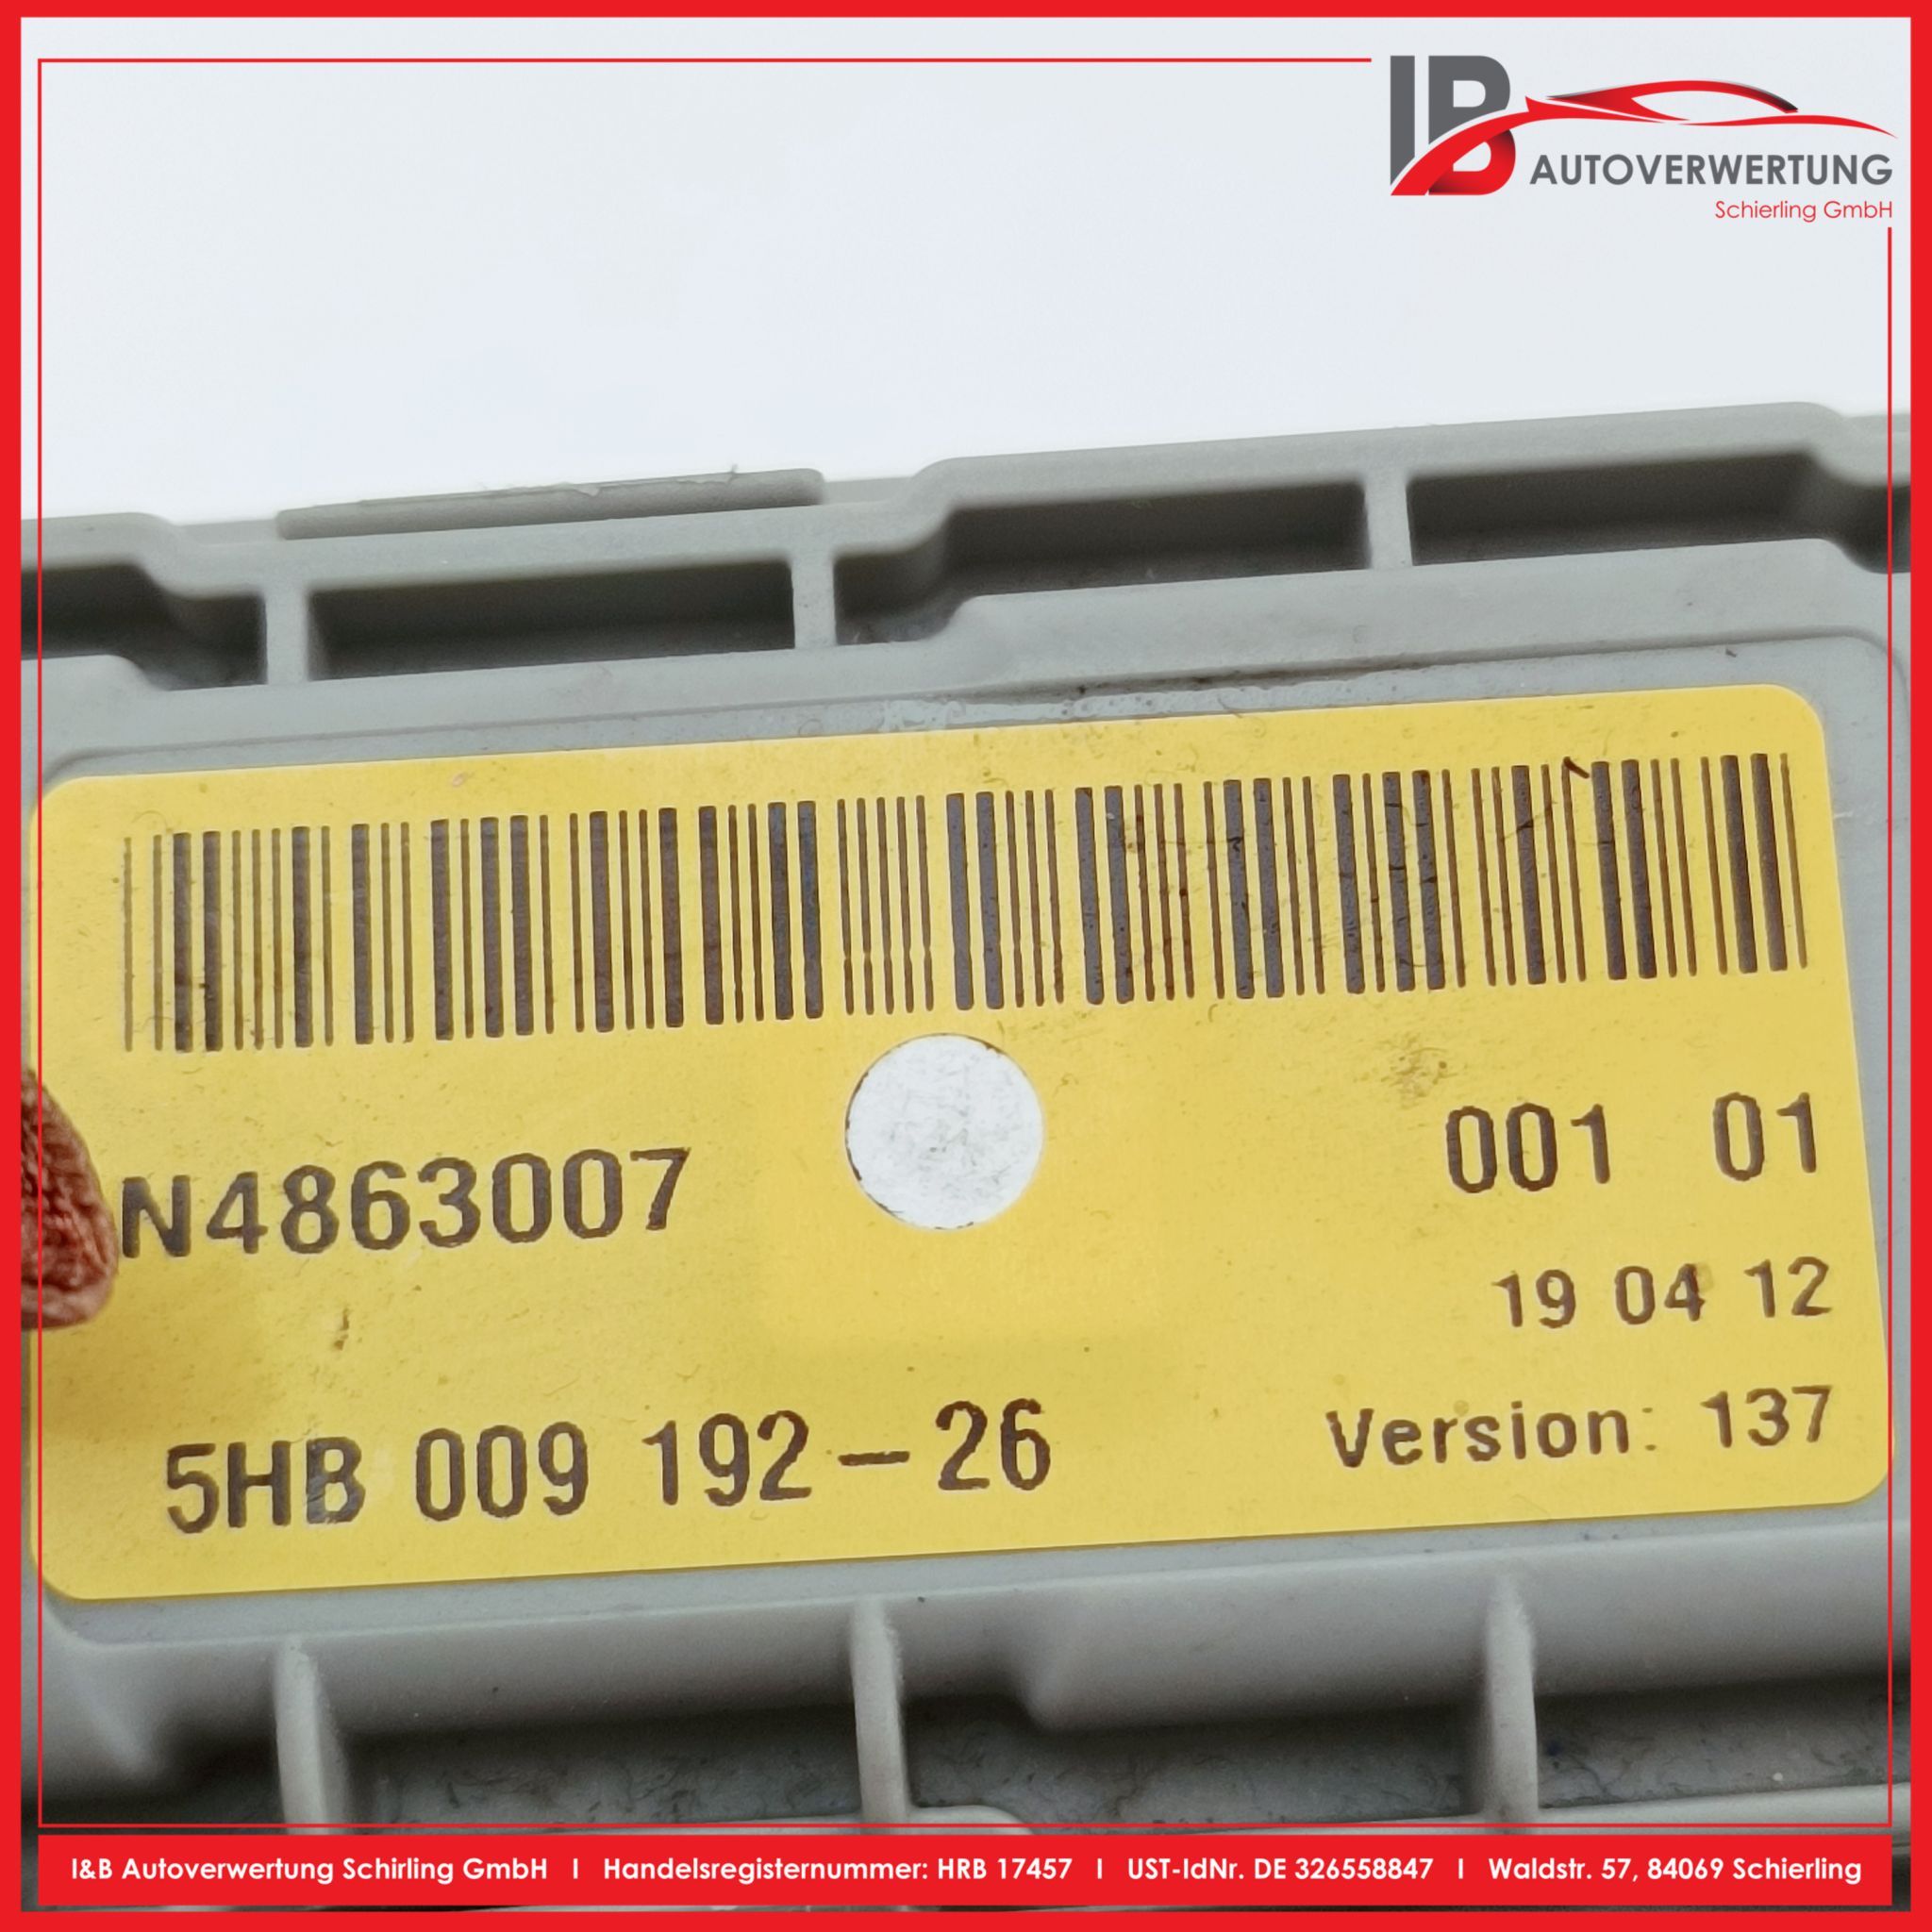 IB
AUTOVERWERTUNG
Schierling GmbH
N4863007
001 01
19 04 12
5HB 009 192-26
Version: 137
I&B Autoverwertung Schirling GmbH I Handelsregisternummer: HRB 17457 I UST-IdNr. DE 326558847 I Waldstr. 57, 84069 Schierling